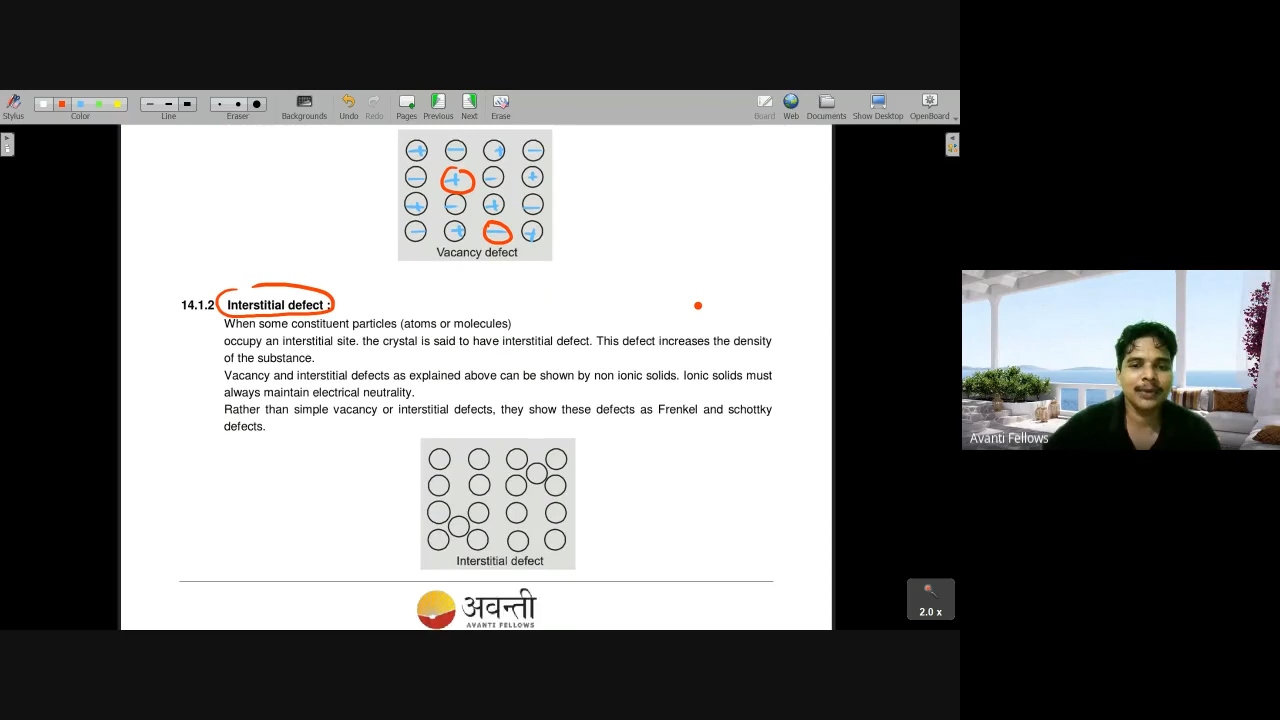 Stylus Color Line Eraser Backgrounds Undo Redo Pages Previous Next Erase Board Web Documents Show Desktop OpenBoard
+ − + −
− + − +
+ − + −
− + − +
Vacancy defect
14.1.2 Interstitial defect :
When some constituent particles (atoms or molecules)
occupy an interstitial site. the crystal is said to have interstitial defect. This defect increases the density
of the substance.
Vacancy and interstitial defects as explained above can be shown by non ionic solids. Ionic solids must
always maintain electrical neutrality.
Rather than simple vacancy or interstitial defects, they show these defects as Frenkel and schottky
defects.
Interstitial defect
अवन्ती
AVANTI FELLOWS
2.0 x
Avanti Fellows